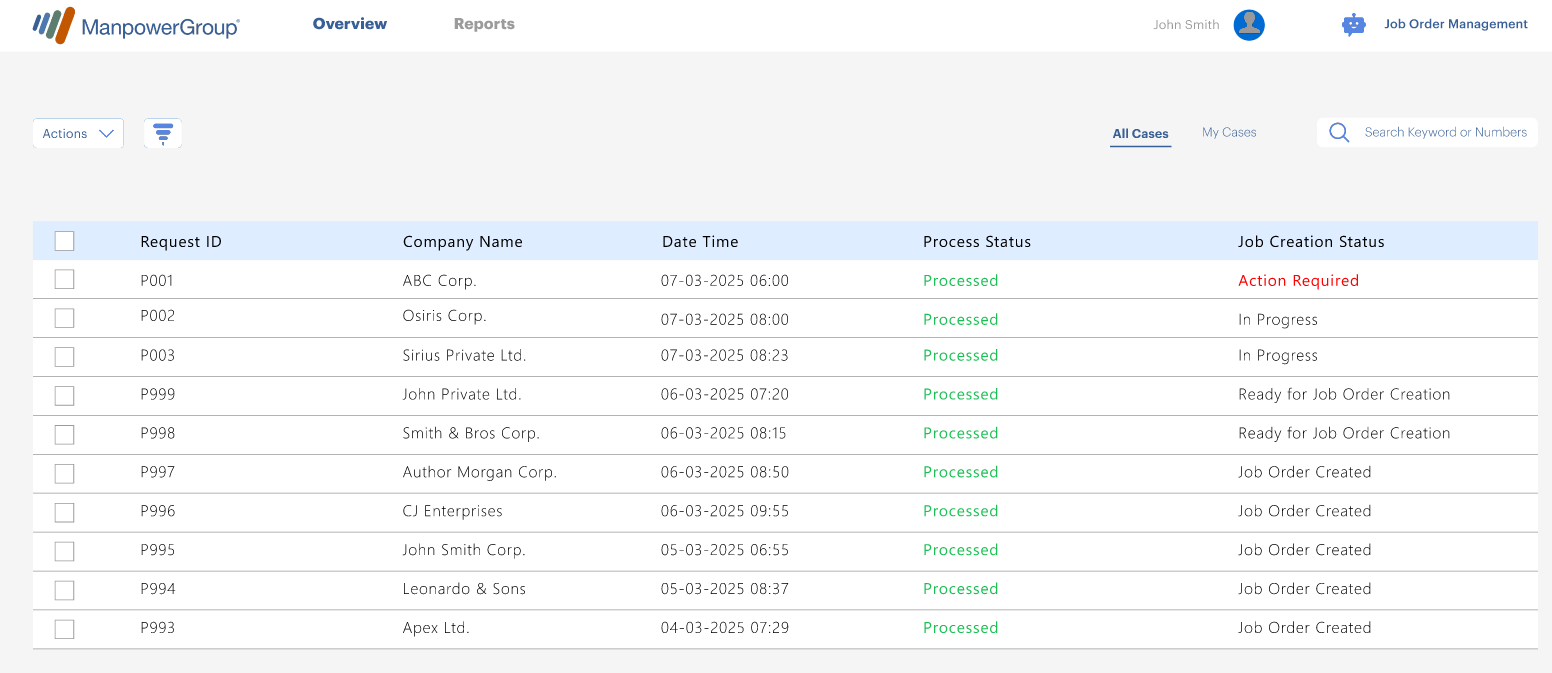 ManpowerGroup® Overview Reports John Smith Job Order Management
Actions All Cases My Cases Search Keyword or Numbers
Request ID Company Name Date Time Process Status Job Creation Status
P001 ABC Corp. 07-03-2025 06:00 Processed Action Required
P002 Osiris Corp. 07-03-2025 08:00 Processed In Progress
P003 Sirius Private Ltd. 07-03-2025 08:23 Processed In Progress
P999 John Private Ltd. 06-03-2025 07:20 Processed Ready for Job Order Creation
P998 Smith & Bros Corp. 06-03-2025 08:15 Processed Ready for Job Order Creation
P997 Author Morgan Corp. 06-03-2025 08:50 Processed Job Order Created
P996 CJ Enterprises 06-03-2025 09:55 Processed Job Order Created
P995 John Smith Corp. 05-03-2025 06:55 Processed Job Order Created
P994 Leonardo & Sons 05-03-2025 08:37 Processed Job Order Created
P993 Apex Ltd. 04-03-2025 07:29 Processed Job Order Created